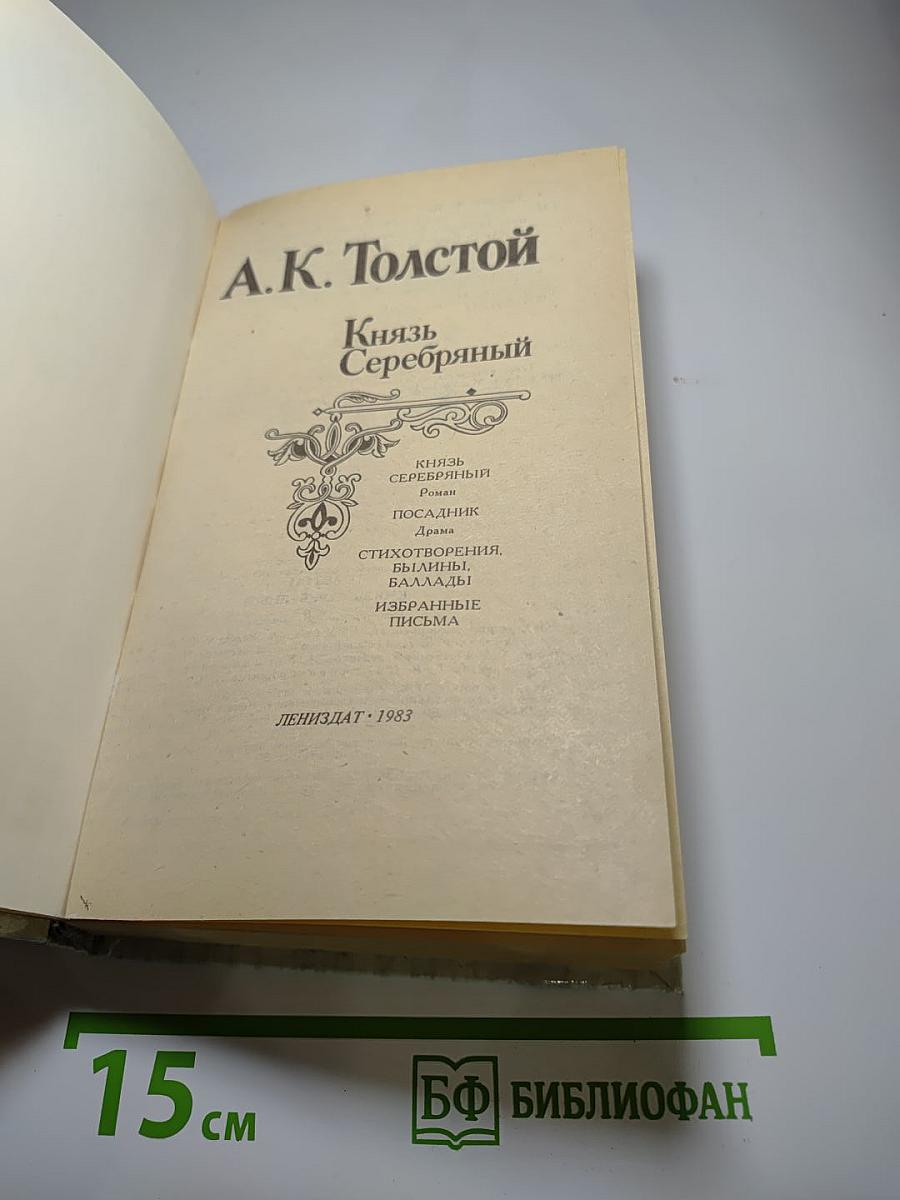 А. К. Толстой
Князь
Серебряный
КНЯЗЬ
СЕРЕБРЯНЫЙ
Роман
ПОСАДНИК
Драма
СТИХОТВОРЕНИЯ,
БЫЛИНЫ,
БАЛЛАДЫ
ИЗБРАННЫЕ
ПИСЬМА
ЛЕНИЗДАТ · 1983
15 см
БФ БИБЛИОФАН